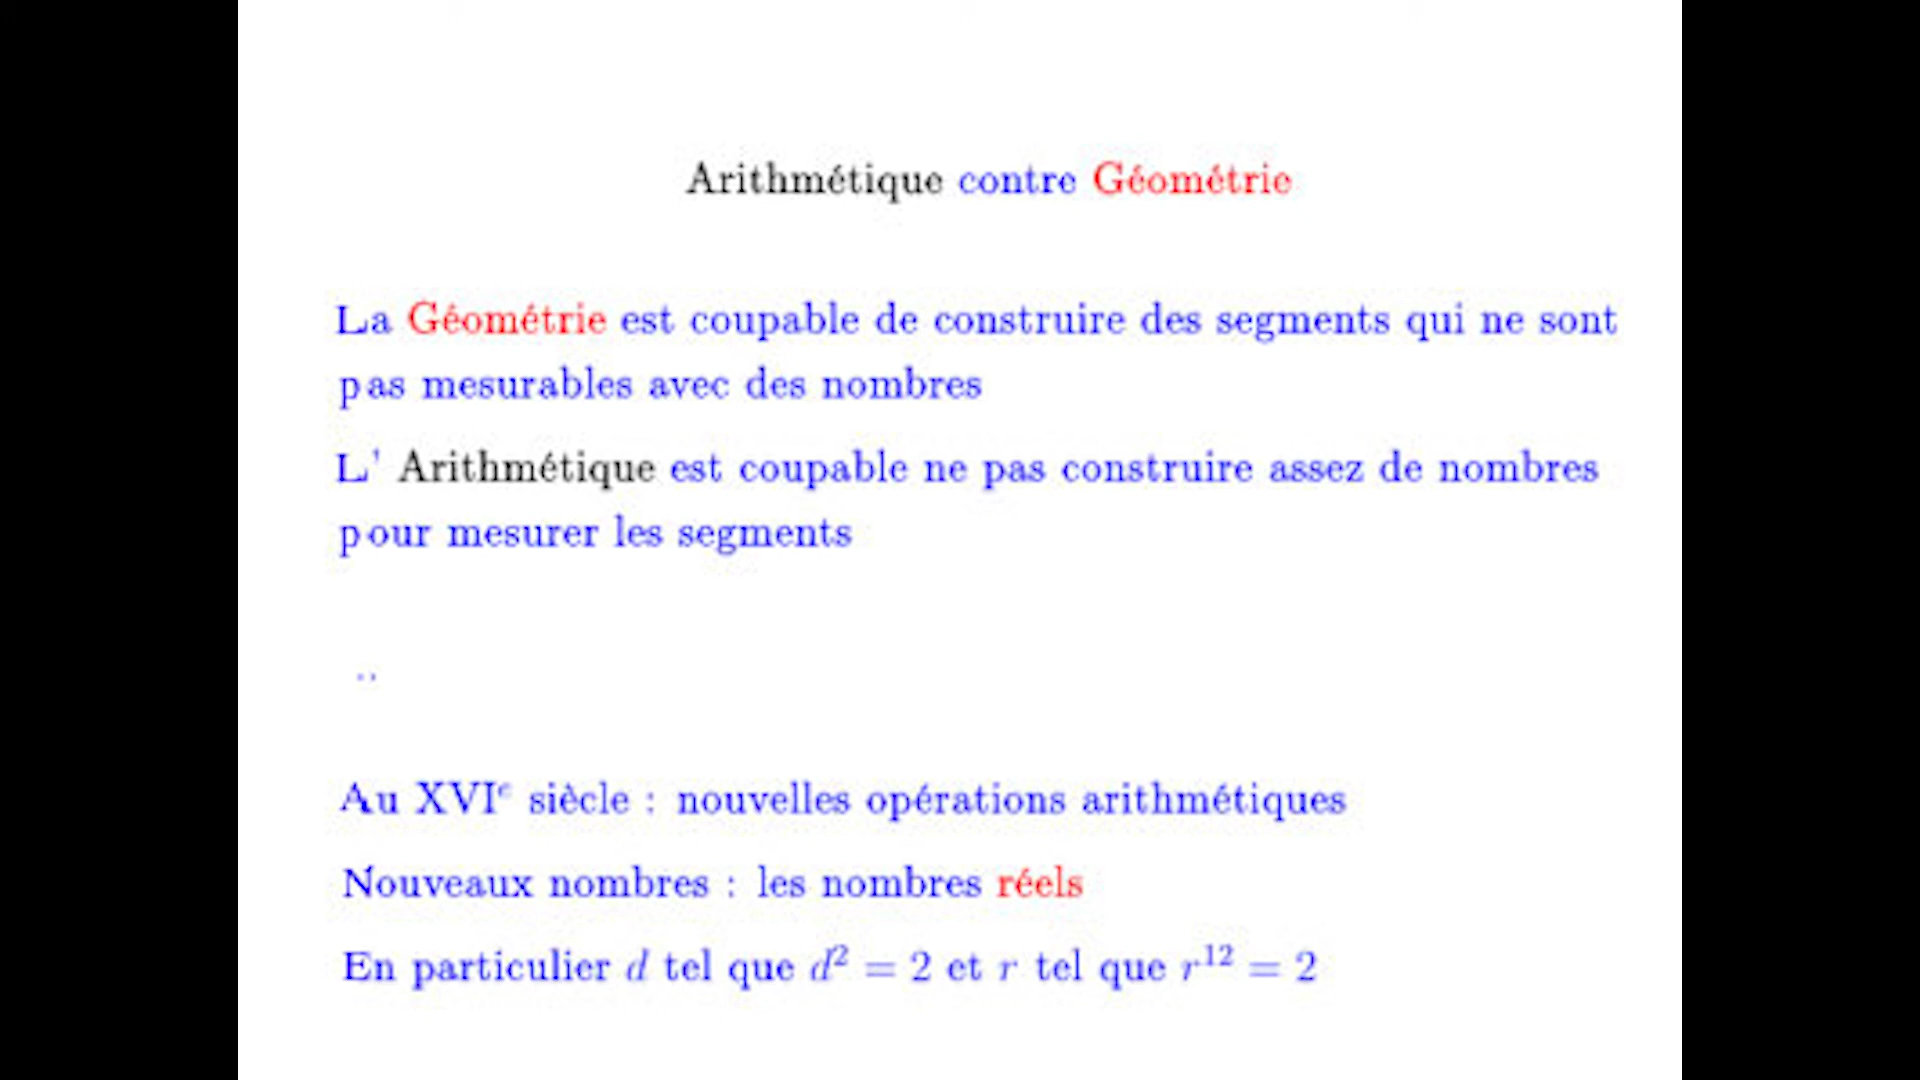 Arithmétique contre Géométrie
La Géométrie est coupable de construire des segments qui ne sont
pas mesurables avec des nombres
L' Arithmétique est coupable ne pas construire assez de nombres
pour mesurer les segments
..
Au XVIᵉ siècle : nouvelles opérations arithmétiques
Nouveaux nombres : les nombres réels
En particulier d tel que d² = 2 et r tel que r¹² = 2